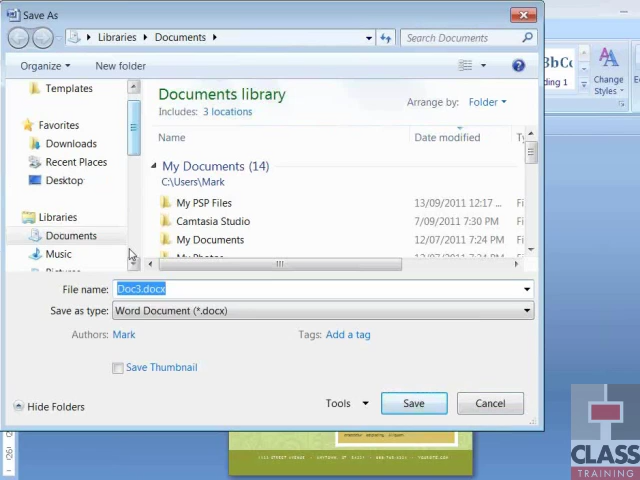 Save As
Libraries Documents
Search Documents
Organize
New folder
Templates
Favorites
Downloads
Recent Places
Desktop
Libraries
Documents
Music
Documents library
Includes: 3 locations
Arrange by: Folder
Name Date modified
My Documents (14)
C:\Users\Mark
My PSP Files 13/09/2011 12:17 ...
Camtasia Studio 7/09/2011 7:30 PM
My Documents 12/07/2011 7:24 PM
File name: Doc3.docx
Save as type: Word Document (*.docx)
Authors: Mark
Tags: Add a tag
Save Thumbnail
Hide Folders
Tools
Save
Cancel
Change
Styles
CLASS
TRAINING